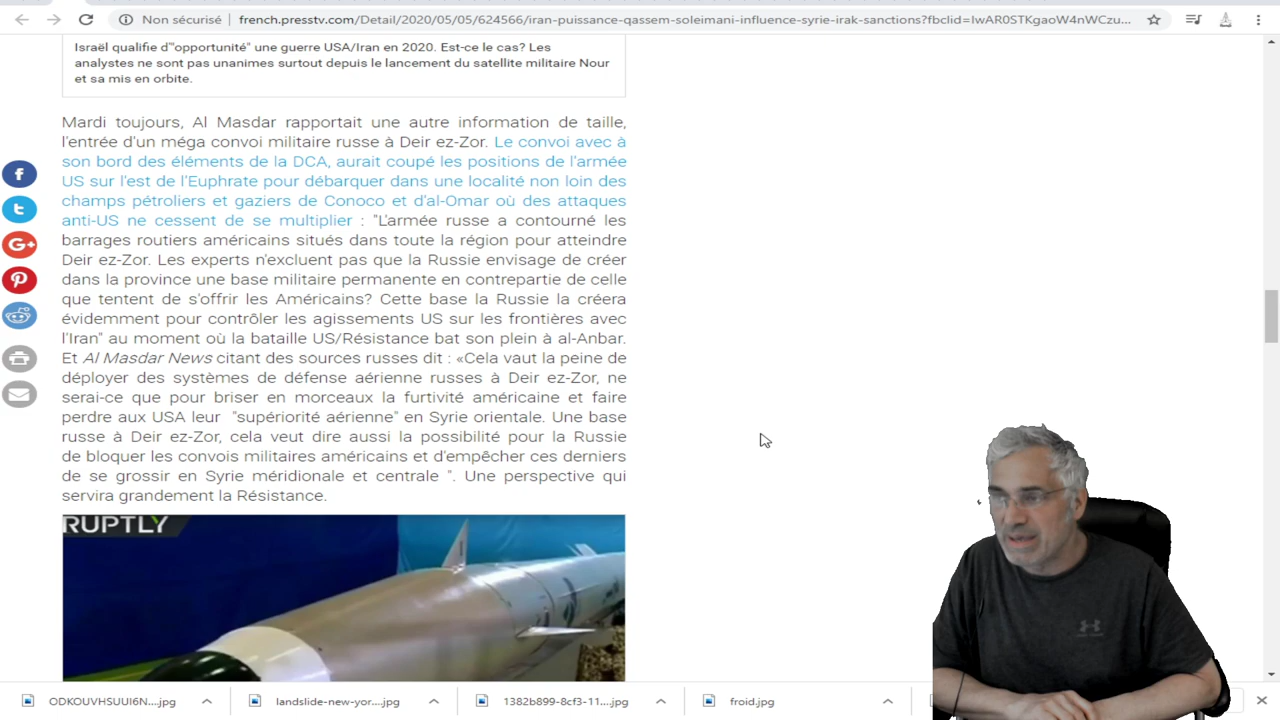 Non sécurisé
french.presstv.com/Detail/2020/05/05/624566/iran-puissance-qassem-soleimani-influence-syrie-irak-sanctions?fbclid=IwAR0STKgaoW4nWCzu...
Israël qualifie d'"opportunité" une guerre USA/Iran en 2020. Est-ce le cas? Les
analystes ne sont pas unanimes surtout depuis le lancement du satellite militaire Nour
et sa mis en orbite.
Mardi toujours, Al Masdar rapportait une autre information de taille,
l'entrée d'un méga convoi militaire russe à Deir ez-Zor. Le convoi avec à
son bord des éléments de la DCA, aurait coupé les positions de l'armée
US sur l'est de l'Euphrate pour débarquer dans une localité non loin des
champs pétroliers et gaziers de Conoco et d'al-Omar où des attaques
anti-US ne cessent de se multiplier : "L'armée russe a contourné les
barrages routiers américains situés dans toute la région pour atteindre
Deir ez-Zor. Les experts n'excluent pas que la Russie envisage de créer
dans la province une base militaire permanente en contrepartie de celle
que tentent de s'offrir les Américains? Cette base la Russie la créera
évidemment pour contrôler les agissements US sur les frontières avec
l'Iran" au moment où la bataille US/Résistance bat son plein à al-Anbar.
Et Al Masdar News citant des sources russes dit : «Cela vaut la peine de
déployer des systèmes de défense aérienne russes à Deir ez-Zor, ne
serai-ce que pour briser en morceaux la furtivité américaine et faire
perdre aux USA leur "supériorité aérienne" en Syrie orientale. Une base
russe à Deir ez-Zor, cela veut dire aussi la possibilité pour la Russie
de bloquer les convois militaires américains et d'empêcher ces derniers
de se grossir en Syrie méridionale et centrale ". Une perspective qui
servira grandement la Résistance.
RUPTLY
ODKOUVHSUUI6N....jpg
landslide-new-yor....jpg
1382b899-8cf3-11....jpg
froid.jpg